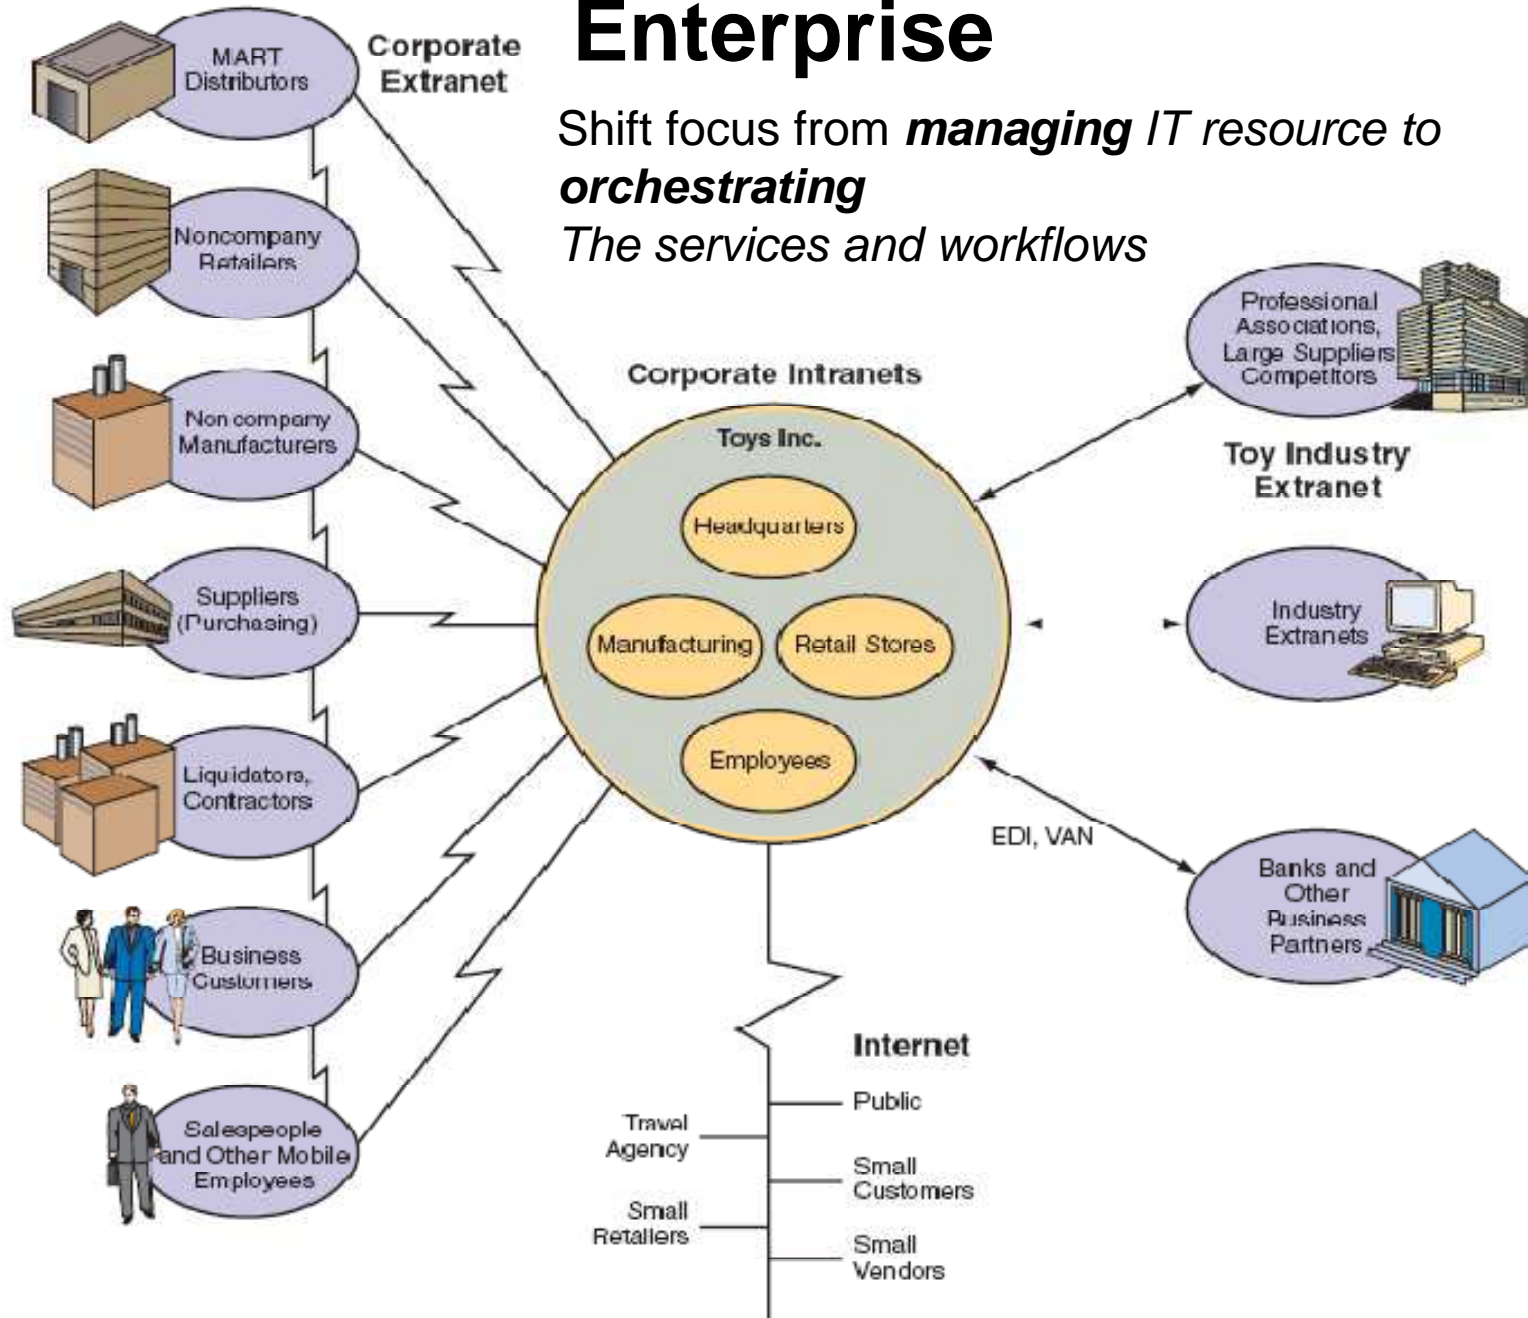 Enterprise
Shift focus from managing IT resource to
orchestrating
The services and workflows
Corporate
Extranet
MART
Distributors
Noncompany
Retailers
Non company
Manufacturers
Suppliers
(Purchasing)
Liquidators,
Contractors
Business
Customers
Salespeople
and Other Mobile
Employees
Corporate Intranets
Toys Inc.
Headquarters
Manufacturing
Retail Stores
Employees
Professional
Associations,
Large Suppliers
Competitors
Toy Industry
Extranet
Industry
Extranets
EDI, VAN
Banks and
Other
Business
Partners
Internet
Public
Travel
Agency
Small
Customers
Small
Retailers
Small
Vendors